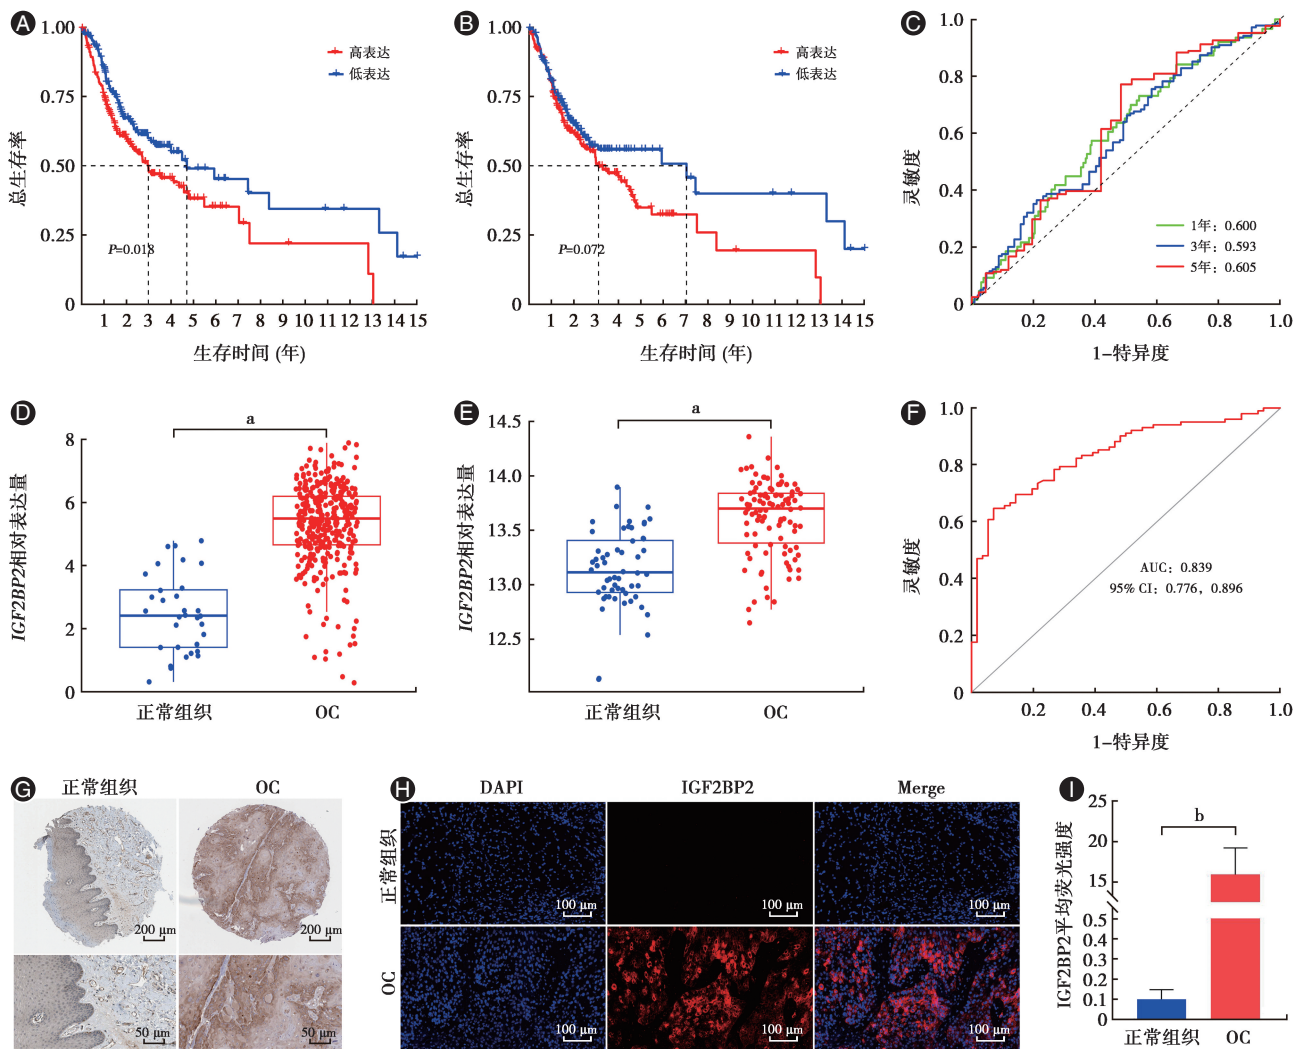 A
1.00
0.75
0.50
0.25
0
总生存率
高表达
低表达
P=0.018
1 2 3 4 5 6 7 8 9 10 11 12 13 14 15
生存时间 (年)
B
1.00
0.75
0.50
0.25
0
总生存率
高表达
低表达
P=0.072
1 2 3 4 5 6 7 8 9 10 11 12 13 14 15
生存时间 (年)
C
1.0
0.8
0.6
0.4
0.2
0
灵敏度
1年：0.600
3年：0.593
5年：0.605
0.2 0.4 0.6 0.8 1.0
1-特异度
D
8
6
4
2
0
IGF2BP2相对表达量
a
正常组织 OC
E
14.5
14.0
13.5
13.0
12.5
IGF2BP2相对表达量
a
正常组织 OC
F
1.0
0.8
0.6
0.4
0.2
0
灵敏度
AUC：0.839
95% CI：0.776，0.896
0.2 0.4 0.6 0.8 1.0
1-特异度
G
正常组织 OC
200 μm 200 μm
50 μm 50 μm
H
DAPI IGF2BP2 Merge
正常组织
100 μm 100 μm 100 μm
OC
100 μm 100 μm 100 μm
I
25
20
15
0.5
0.4
0.3
0.2
0.1
0
IGF2BP2平均荧光强度
b
正常组织 OC